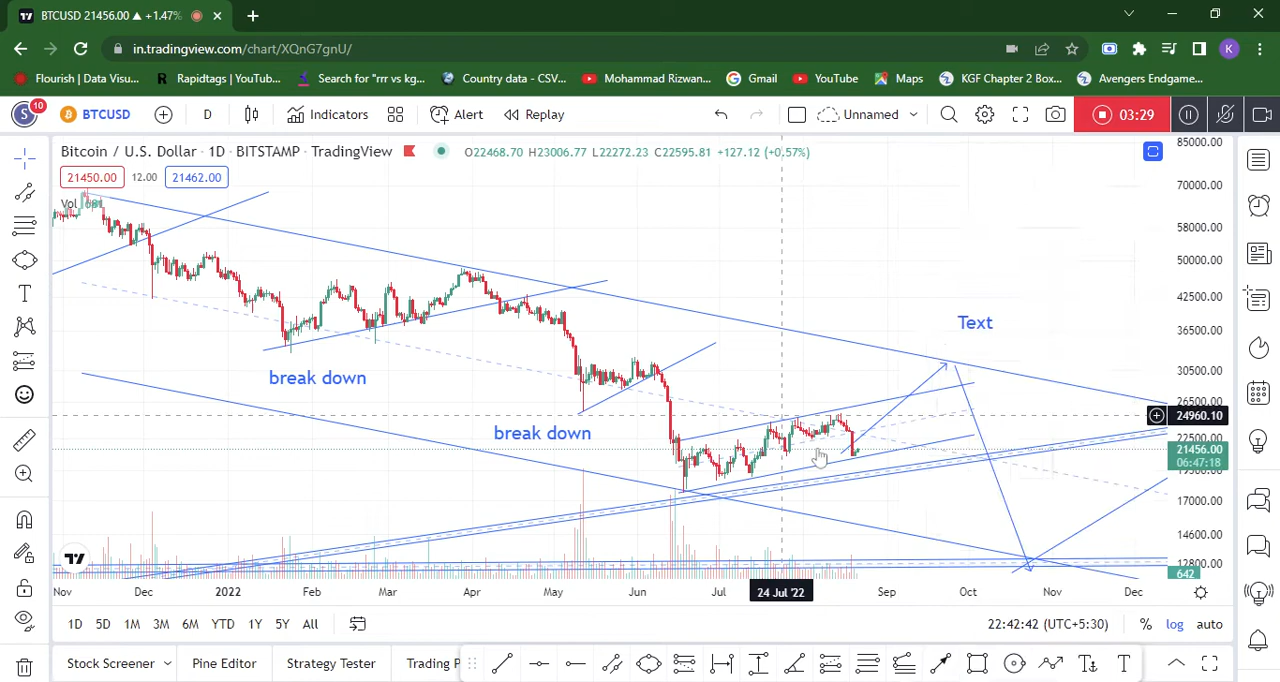 BTCUSD 21456.00 ▲ +1.47%
in.tradingview.com/chart/XQnG7gnU/
K
Flourish | Data Visu...
Rapidtags | YouTub...
Search for "rrr vs kg...
Country data - CSV...
Mohammad Rizwan...
Gmail
YouTube
Maps
KGF Chapter 2 Box...
Avengers Endgame...
S 10
BTCUSD
D
Indicators
Alert
Replay
Unnamed
03:29
Bitcoin / U.S. Dollar · 1D · BITSTAMP · TradingView
O22468.70 H23006.77 L22272.23 C22595.81 +127.12 (+0.57%)
21450.00 12.00 21462.00
Vol
85000.00
70000.00
58000.00
50000.00
42500.00
36500.00
30500.00
24960.10
21456.00
06:47:18
17000.00
14600.00
12800.00
642
Text
break down
break down
Nov Dec 2022 Feb Mar Apr May Jun Jul 24 Jul '22 Sep Oct Nov Dec
1D 5D 1M 3M 6M YTD 1Y 5Y All
22:42:42 (UTC+5:30) % log auto
Stock Screener Pine Editor Strategy Tester Trading P